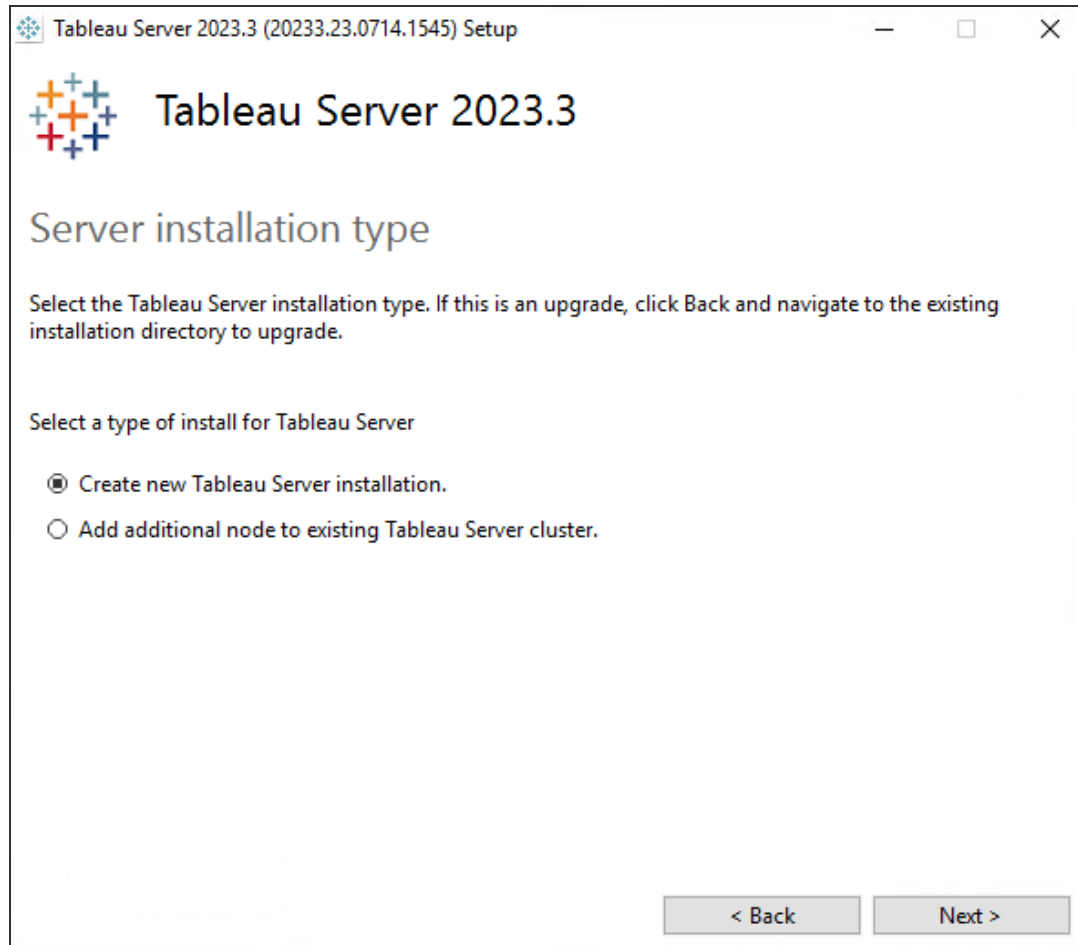 Tableau Server 2023.3 (20233.23.0714.1545) Setup
Tableau Server 2023.3
Server installation type
Select the Tableau Server installation type. If this is an upgrade, click Back and navigate to the existing
installation directory to upgrade.
Select a type of install for Tableau Server
Create new Tableau Server installation.
Add additional node to existing Tableau Server cluster.
< Back
Next >